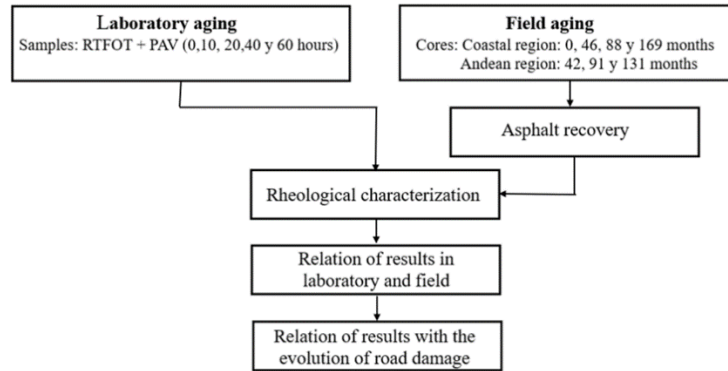 Laboratory aging
Samples: RTFOT + PAV (0,10, 20,40 y 60 hours)
Field aging
Cores: Coastal region: 0, 46, 88 y 169 months
Andean region: 42, 91 y 131 months
Asphalt recovery
Rheological characterization
Relation of results in
laboratory and field
Relation of results with the
evolution of road damage